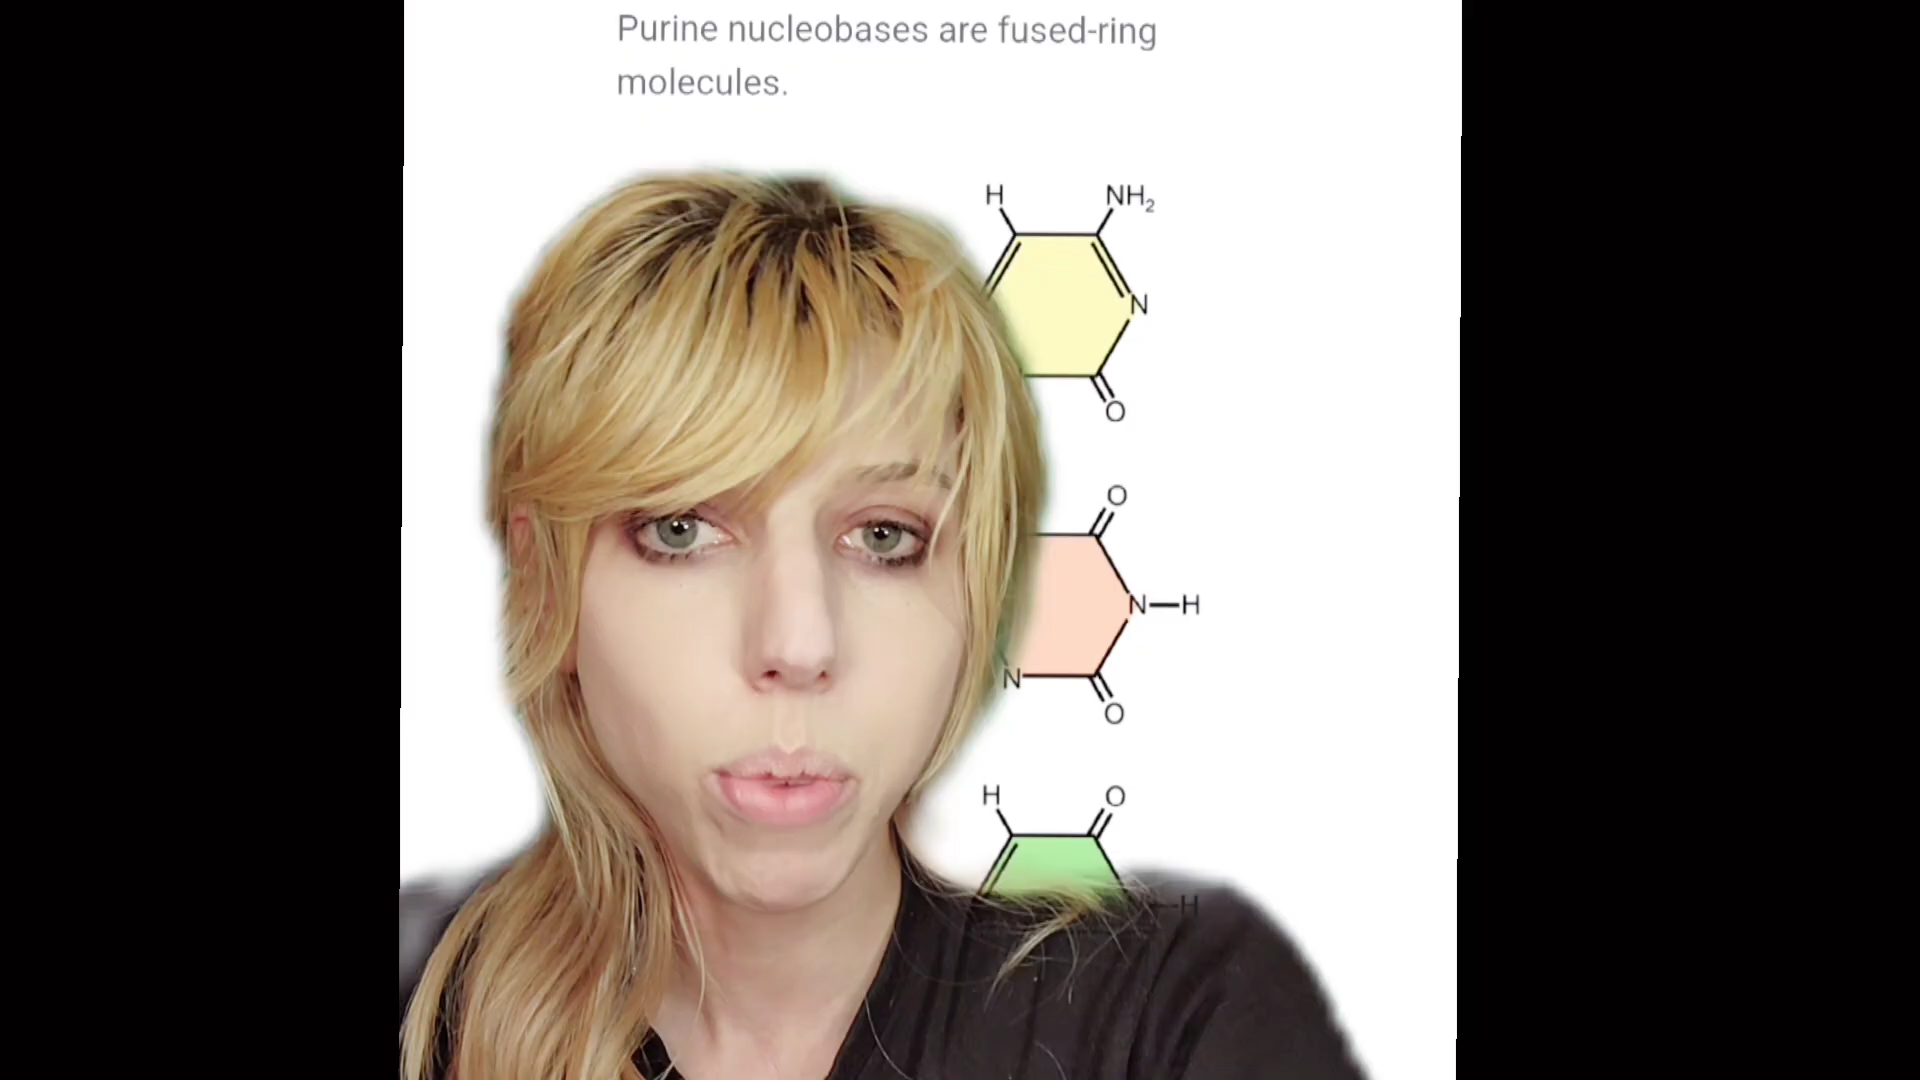 Purine nucleobases are fused-ring
molecules.
H NH₂
N
O
O
N—H
N
O
H O
H